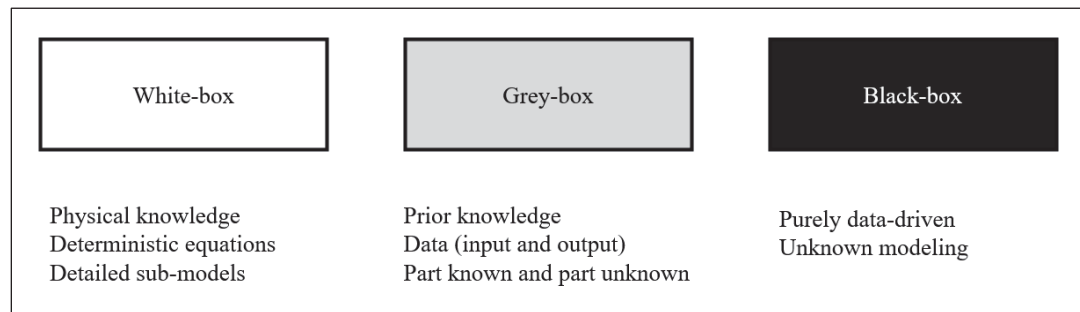 White-box
Grey-box
Black-box
Physical knowledge
Deterministic equations
Detailed sub-models
Prior knowledge
Data (input and output)
Part known and part unknown
Purely data-driven
Unknown modeling